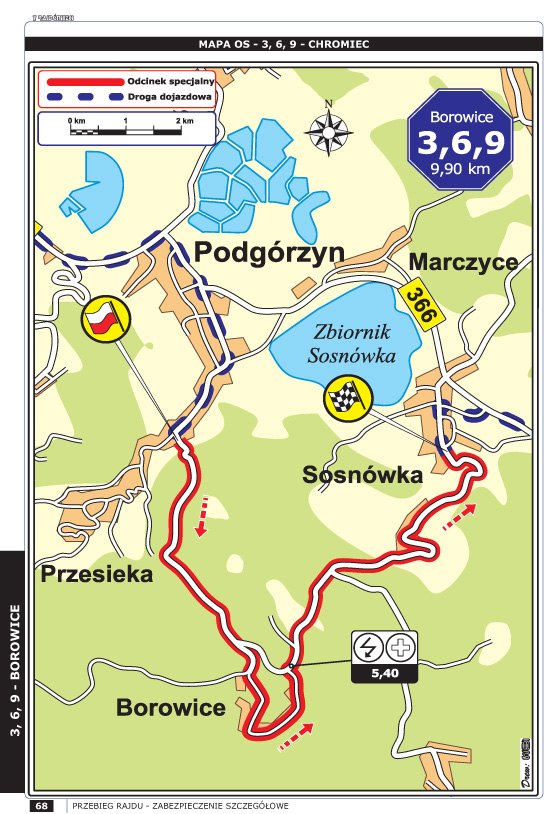 MAPA OS - 3, 6, 9 - CHROMIEC
Odcinek specjalny
Droga dojazdowa
0 km 1 2 km
N
Borowice
3,6,9
9,90 km
Podgórzyn
Marczyce
366
Zbiornik
Sosnówka
Sosnówka
Przesieka
5,40
Borowice
3, 6, 9 - BOROWICE
Draw:
68 PRZEBIEG RAJDU - ZABEZPIECZENIE SZCZEGÓŁOWE